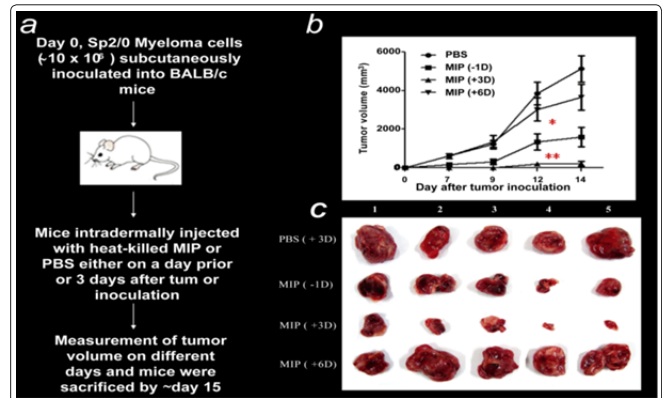 a
Day 0, Sp2/0 Myeloma cells
(~10 x 10⁶ ) subcutaneously
inoculated into BALB/c
mice
Mice intradermally injected
with heat-killed MIP or
PBS either on a day prior
or 3 days after tum or
inoculation
Measurement of tumor
volume on different
days and mice were
sacrificed by ~day 15
b
PBS
MIP (-1D)
MIP (+3D)
MIP (+6D)
Tumor volume (mm³)
6000
4000
2000
0
*
**
0 7 9 12 14
Day after tumor inoculation
c
1 2 3 4 5
PBS ( + 3D)
MIP ( -1D)
MIP ( +3D)
MIP ( +6D)